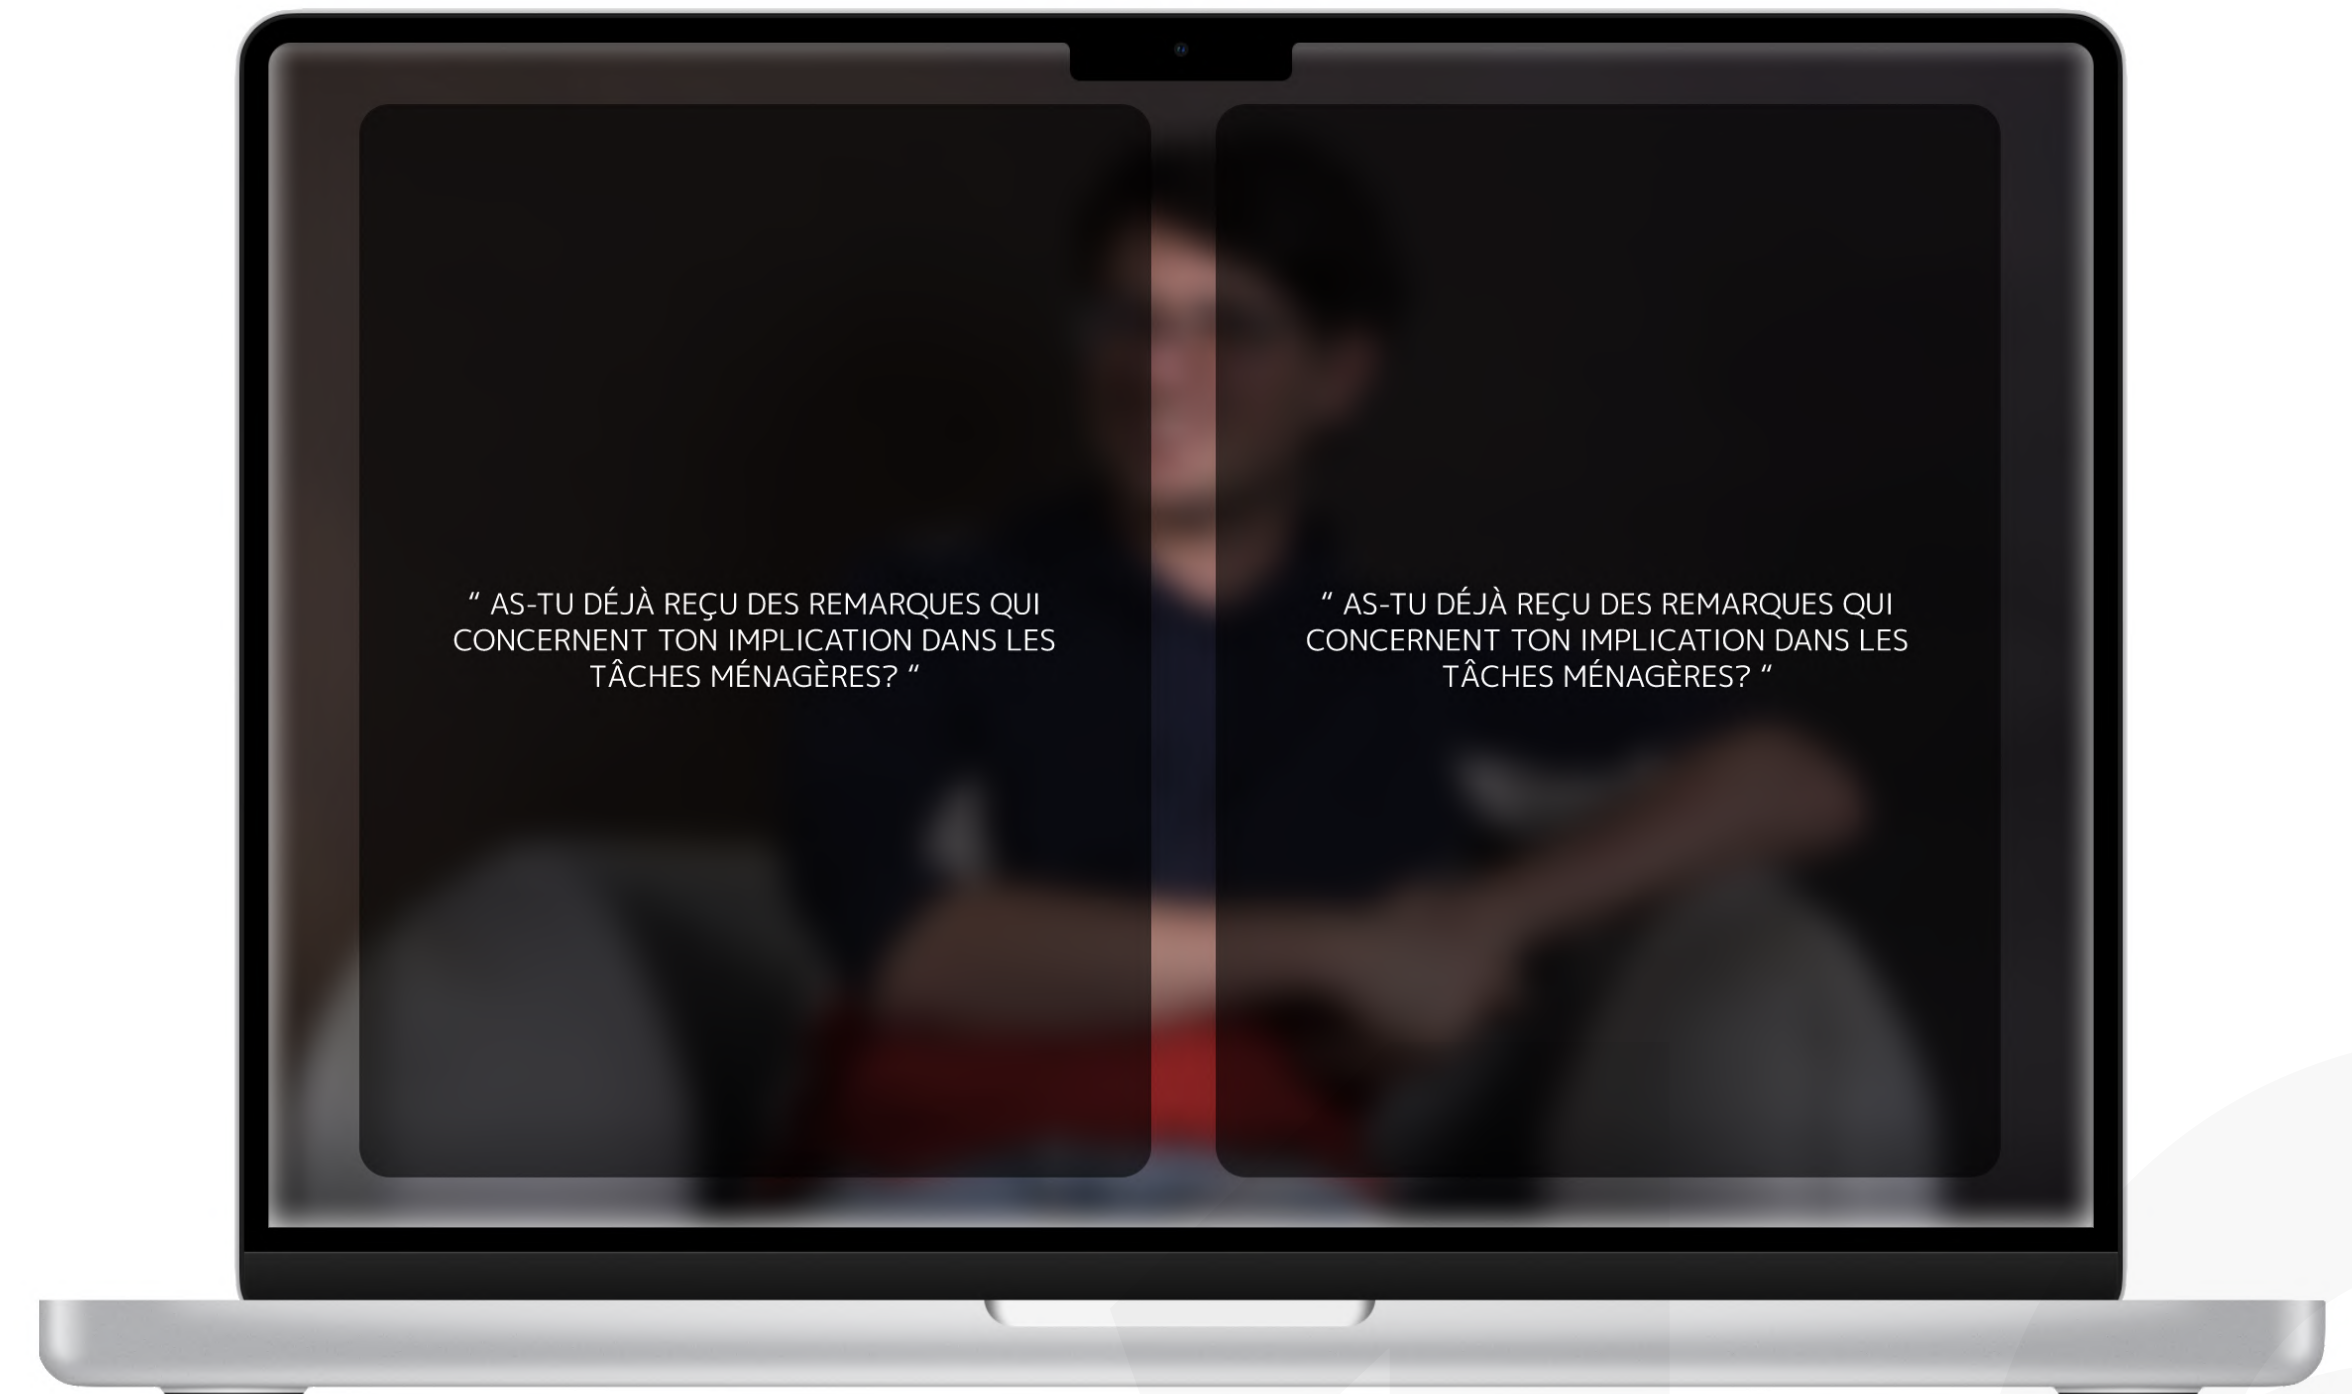 “ AS-TU DÉJÀ REÇU DES REMARQUES QUI
CONCERNENT TON IMPLICATION DANS LES
TÂCHES MÉNAGÈRES? “
“ AS-TU DÉJÀ REÇU DES REMARQUES QUI
CONCERNENT TON IMPLICATION DANS LES
TÂCHES MÉNAGÈRES? “